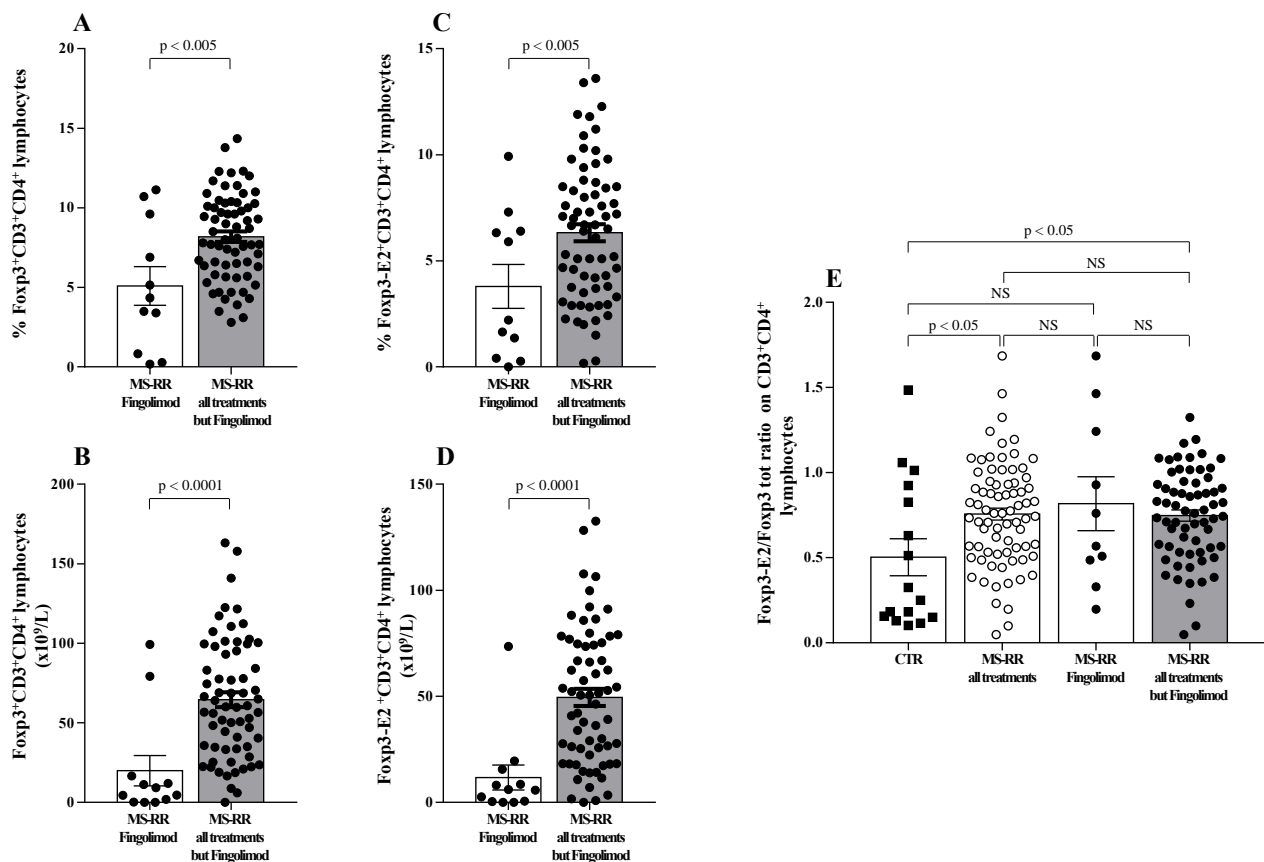 A
p < 0.005
20
15
10
5
0
% Foxp3⁺CD3⁺CD4⁺ lymphocytes
MS-RR
Fingolimod
MS-RR
all treatments
but Fingolimod
C
p < 0.005
15
10
5
0
% Foxp3-E2⁺CD3⁺CD4⁺ lymphocytes
MS-RR
Fingolimod
MS-RR
all treatments
but Fingolimod
B
p < 0.0001
200
150
100
50
0
Foxp3⁺CD3⁺CD4⁺ lymphocytes
(x10⁹/L)
MS-RR
Fingolimod
MS-RR
all treatments
but Fingolimod
D
p < 0.0001
150
100
50
0
Foxp3-E2 ⁺CD3⁺CD4⁺ lymphocytes
(x10⁹/L)
MS-RR
Fingolimod
MS-RR
all treatments
but Fingolimod
E
p < 0.05
NS
NS
p < 0.05
NS
NS
2.0
1.5
1.0
0.5
0.0
Foxp3-E2/Foxp3 tot ratio on CD3⁺CD4⁺
lymphocytes
CTR
MS-RR
all treatments
MS-RR
Fingolimod
MS-RR
all treatments
but Fingolimod